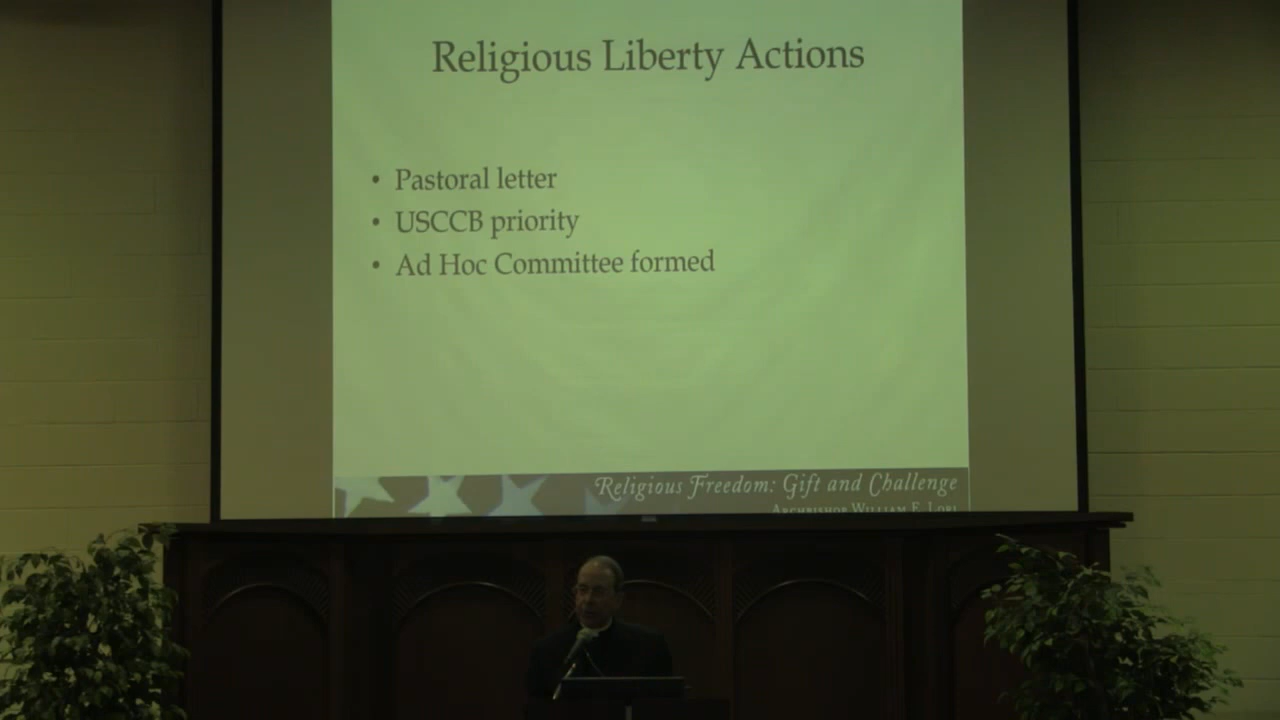 Religious Liberty Actions
• Pastoral letter
• USCCB priority
• Ad Hoc Committee formed
Religious Freedom: Gift and Challenge
Archbishop William E. Lori